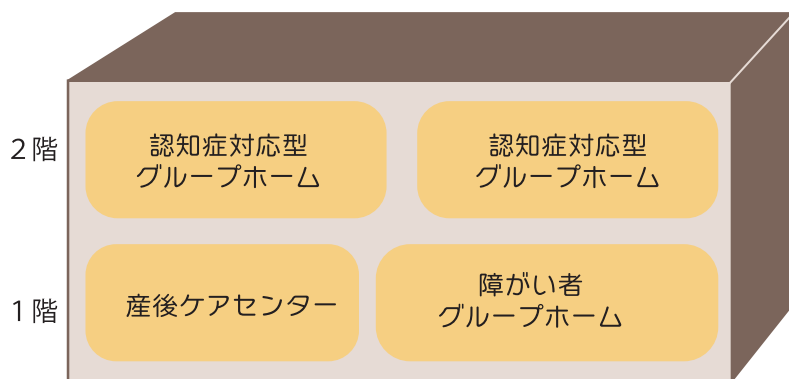 2階
認知症対応型
グループホーム
認知症対応型
グループホーム
1階
産後ケアセンター
障がい者
グループホーム